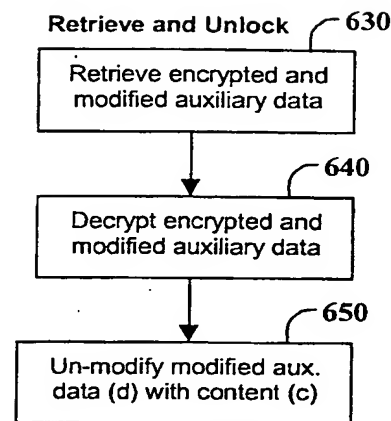 Retrieve and Unlock
630
Retrieve encrypted and
modified auxiliary data
640
Decrypt encrypted and
modified auxiliary data
650
Un-modify modified aux.
data (d) with content (c)